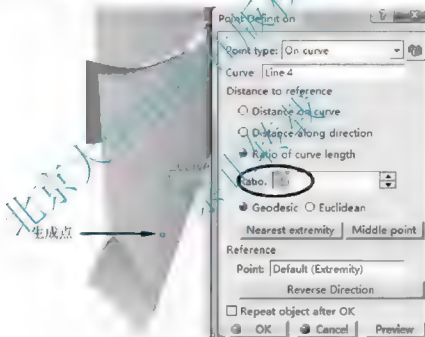 Point Definition
Point type: On curve
Curve Line 4
Distance to reference
Distance on curve
Distance along direction
Ratio of curve length
Ratio:
Geodesic Euclidean
Nearest extremity Middle point
Reference
Point: Default (Extremity)
Reverse Direction
Repeat object after OK
OK Cancel Preview
生成点